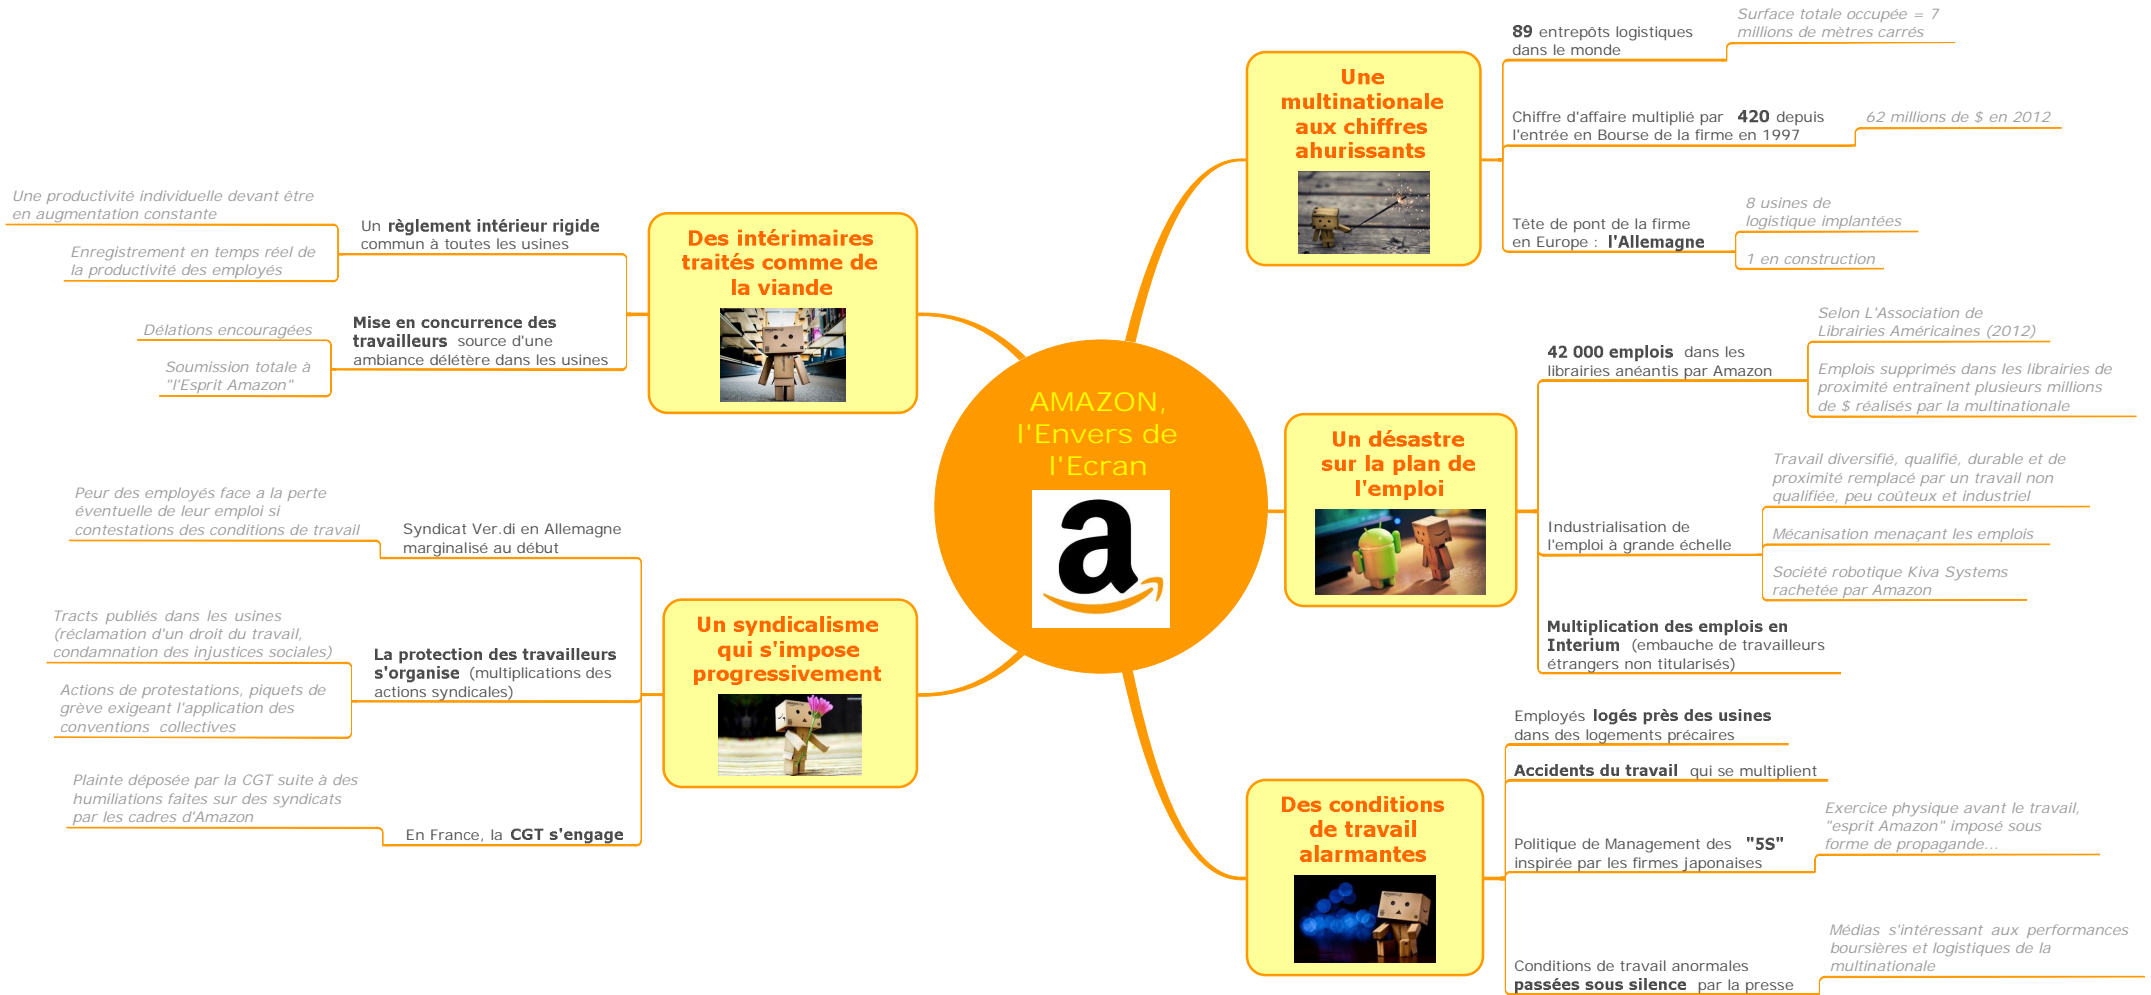 AMAZON,
l'Envers de
l'Ecran
a
Une
multinationale
aux chiffres
ahurissants
89 entrepôts logistiques
dans le monde
Surface totale occupée = 7
millions de mètres carrés
Chiffre d'affaire multiplié par 420 depuis
l'entrée en Bourse de la firme en 1997
62 millions de $ en 2012
Tête de pont de la firme
en Europe : l'Allemagne
8 usines de
logistique implantées
1 en construction
Un désastre
sur la plan de
l'emploi
42 000 emplois dans les
librairies anéantis par Amazon
Selon L'Association de
Librairies Américaines (2012)
Emplois supprimés dans les librairies de
proximité entraînent plusieurs millions
de $ réalisés par la multinationale
Industrialisation de
l'emploi à grande échelle
Travail diversifié, qualifié, durable et de
proximité remplacé par un travail non
qualifiée, peu coûteux et industriel
Mécanisation menaçant les emplois
Société robotique Kiva Systems
rachetée par Amazon
Multiplication des emplois en
Interium (embauche de travailleurs
étrangers non titularisés)
Des conditions
de travail
alarmantes
Employés logés près des usines
dans des logements précaires
Accidents du travail qui se multiplient
Politique de Management des "5S"
inspirée par les firmes japonaises
Exercice physique avant le travail,
"esprit Amazon" imposé sous
forme de propagande...
Conditions de travail anormales
passées sous silence par la presse
Médias s'intéressant aux performances
boursières et logistiques de la
multinationale
Des intérimaires
traités comme de
la viande
Un règlement intérieur rigide
commun à toutes les usines
Une productivité individuelle devant être
en augmentation constante
Enregistrement en temps réel de
la productivité des employés
Mise en concurrence des
travailleurs source d'une
ambiance délétère dans les usines
Délations encouragées
Soumission totale à
"l'Esprit Amazon"
Un syndicalisme
qui s'impose
progressivement
Syndicat Ver.di en Allemagne
marginalisé au début
Peur des employés face a la perte
éventuelle de leur emploi si
contestations des conditions de travail
La protection des travailleurs
s'organise (multiplications des
actions syndicales)
Tracts publiés dans les usines
(réclamation d'un droit du travail,
condamnation des injustices sociales)
Actions de protestations, piquets de
grève exigeant l'application des
conventions collectives
En France, la CGT s'engage
Plainte déposée par la CGT suite à des
humiliations faites sur des syndicats
par les cadres d'Amazon